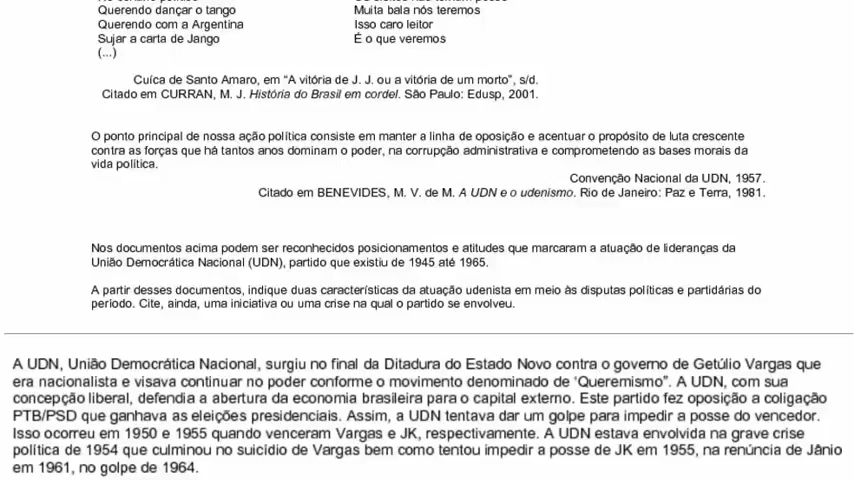 Querendo dançar o tango Muita bala nós teremos
Querendo com a Argentina Isso caro leitor
Sujar a carta de Jango É o que veremos
(...)
Cuíca de Santo Amaro, em “A vitória de J. J. ou a vitória de um morto”, s/d.
Citado em CURRAN, M. J. História do Brasil em cordel. São Paulo: Edusp, 2001.
O ponto principal de nossa ação política consiste em manter a linha de oposição e acentuar o propósito de luta crescente
contra as forças que há tantos anos dominam o poder, na corrupção administrativa e comprometendo as bases morais da
vida política.
Convenção Nacional da UDN, 1957.
Citado em BENEVIDES, M. V. de M. A UDN e o udenismo. Rio de Janeiro: Paz e Terra, 1981.
Nos documentos acima podem ser reconhecidos posicionamentos e atitudes que marcaram a atuação de lideranças da
União Democrática Nacional (UDN), partido que existiu de 1945 até 1965.
A partir desses documentos, indique duas características da atuação udenista em meio às disputas políticas e partidárias do
período. Cite, ainda, uma iniciativa ou uma crise na qual o partido se envolveu.
A UDN, União Democrática Nacional, surgiu no final da Ditadura do Estado Novo contra o governo de Getúlio Vargas que
era nacionalista e visava continuar no poder conforme o movimento denominado de ‘Queremismo”. A UDN, com sua
concepção liberal, defendia a abertura da economia brasileira para o capital externo. Este partido fez oposição a coligação
PTB/PSD que ganhava as eleições presidenciais. Assim, a UDN tentava dar um golpe para impedir a posse do vencedor.
Isso ocorreu em 1950 e 1955 quando venceram Vargas e JK, respectivamente. A UDN estava envolvida na grave crise
política de 1954 que culminou no suicídio de Vargas bem como tentou impedir a posse de JK em 1955, na renúncia de Jânio
em 1961, no golpe de 1964.